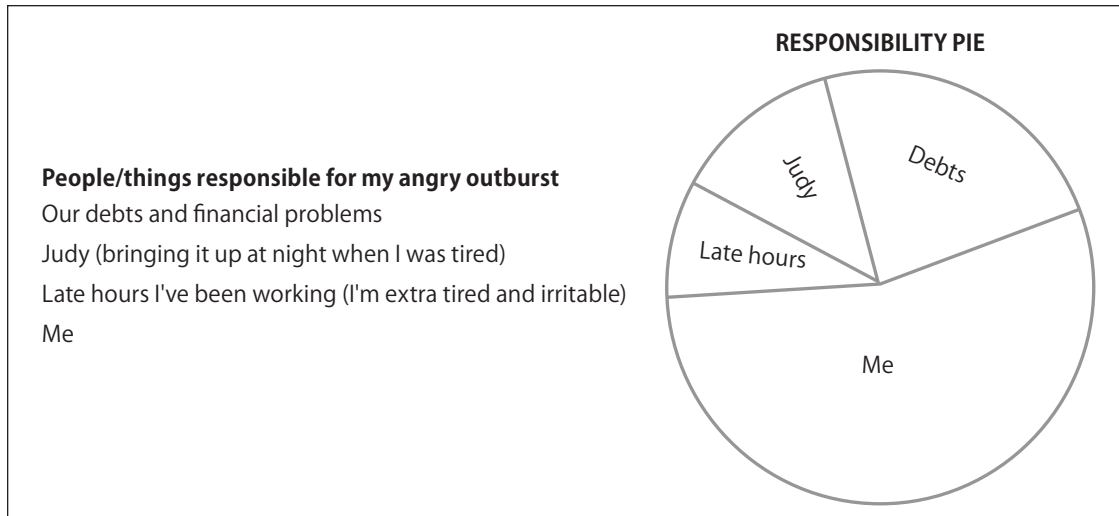 RESPONSIBILITY PIE
People/things responsible for my angry outburst
Our debts and financial problems
Judy (bringing it up at night when I was tired)
Late hours I've been working (I'm extra tired and irritable)
Me
Judy
Debts
Late hours
Me